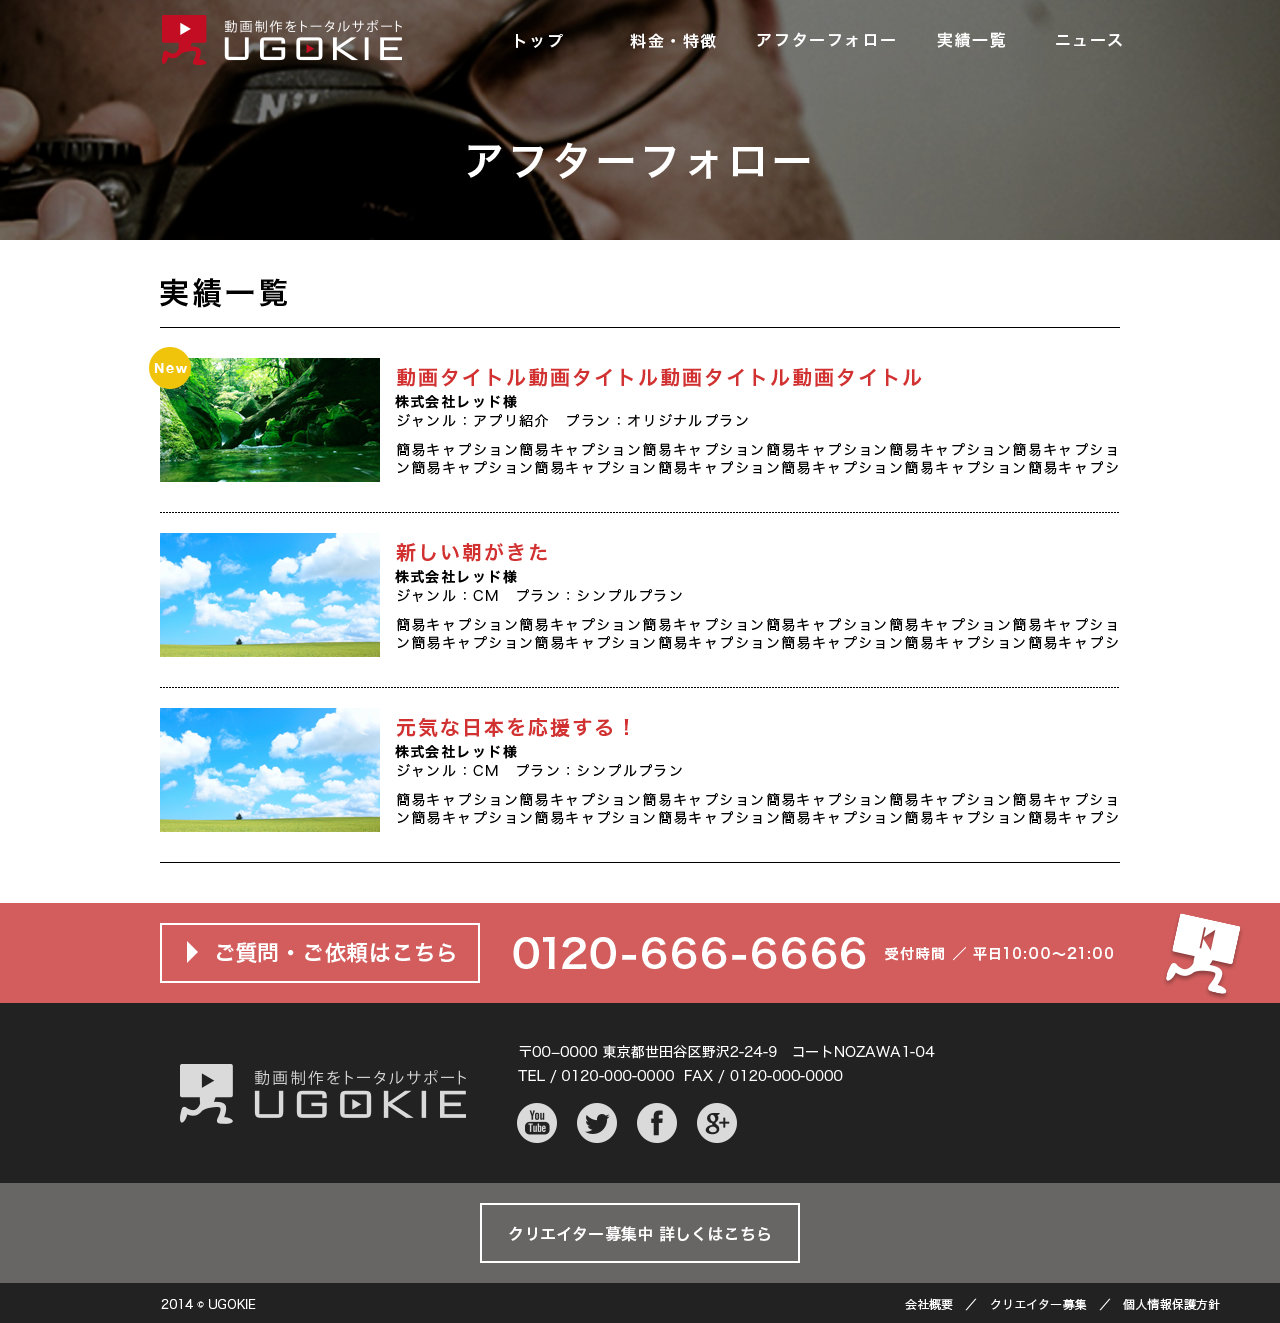 動画制作をトータルサポート
UGOKIE
トップ
料金・特徴
アフターフォロー
実績一覧
ニュース
Nikon
アフターフォロー
実績一覧
New
動画タイトル動画タイトル動画タイトル動画タイトル
株式会社レッド様
ジャンル：アプリ紹介　プラン：オリジナルプラン
簡易キャプション簡易キャプション簡易キャプション簡易キャプション簡易キャプション簡易キャプショ
ン簡易キャプション簡易キャプション簡易キャプション簡易キャプション簡易キャプション簡易キャプシ
新しい朝がきた
株式会社レッド様
ジャンル：CM　プラン：シンプルプラン
簡易キャプション簡易キャプション簡易キャプション簡易キャプション簡易キャプション簡易キャプショ
ン簡易キャプション簡易キャプション簡易キャプション簡易キャプション簡易キャプション簡易キャプシ
元気な日本を応援する！
株式会社レッド様
ジャンル：CM　プラン：シンプルプラン
簡易キャプション簡易キャプション簡易キャプション簡易キャプション簡易キャプション簡易キャプショ
ン簡易キャプション簡易キャプション簡易キャプション簡易キャプション簡易キャプション簡易キャプシ
ご質問・ご依頼はこちら
0120-666-6666
受付時間 ／ 平日10:00〜21:00
動画制作をトータルサポート
UGOKIE
〒00–0000 東京都世田谷区野沢2-24-9　コートNOZAWA1-04
TEL / 0120-000-0000  FAX / 0120-000-0000
You Tube
クリエイター募集中 詳しくはこちら
2014 © UGOKIE
会社概要　／　クリエイター募集　／　個人情報保護方針